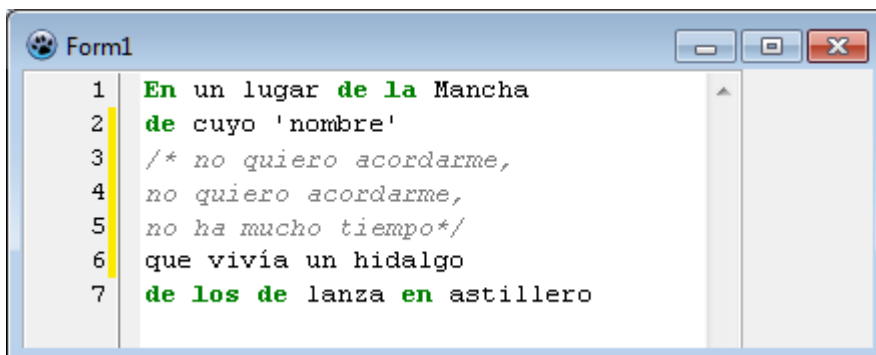 Form1
1 En un lugar de la Mancha
2 de cuyo 'nombre'
3 /* no quiero acordarme,
4 no quiero acordarme,
5 no ha mucho tiempo*/
6 que vivía un hidalgo
7 de los de lanza en astillero